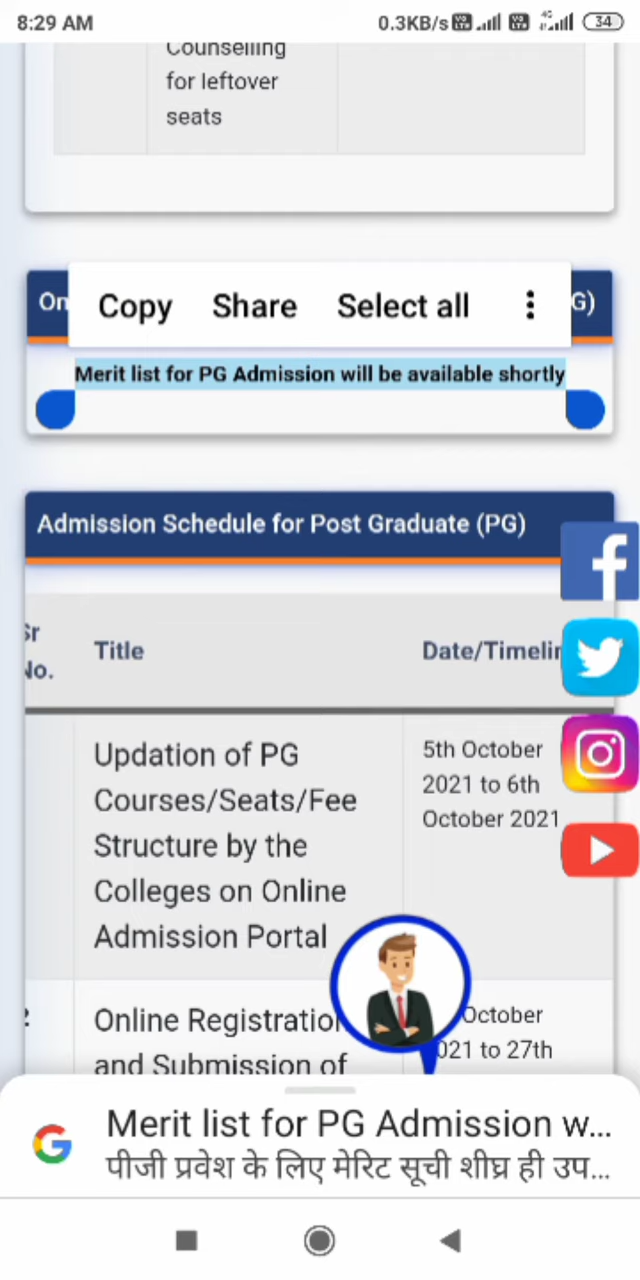 8:29 AM 0.3KB/s 4G 34
Counselling
for leftover
seats
On G)
Copy Share Select all
Merit list for PG Admission will be available shortly
Admission Schedule for Post Graduate (PG)
Sr
No.
Title
Date/Timelin
Updation of PG
Courses/Seats/Fee
Structure by the
Colleges on Online
Admission Portal
5th October
2021 to 6th
October 2021
2
Online Registration
and Submission of
October
021 to 27th
Merit list for PG Admission w...
पीजी प्रवेश के लिए मेरिट सूची शीघ्र ही उप...